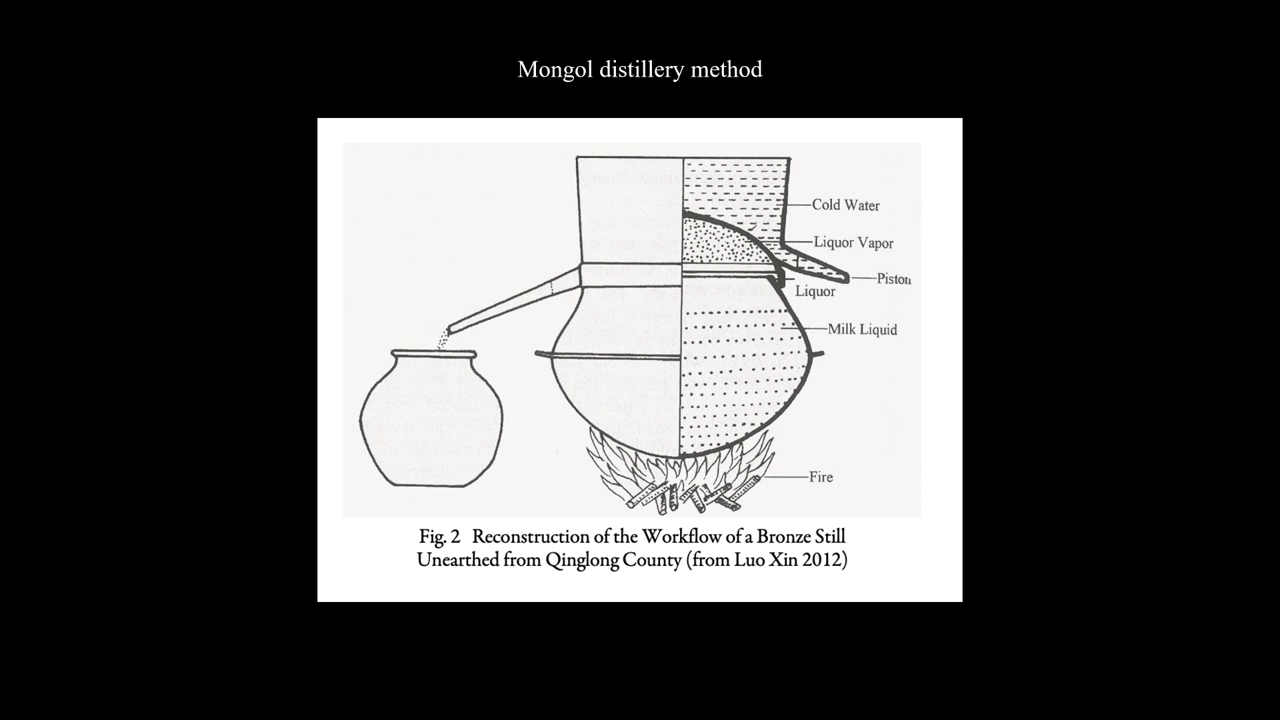 Mongol distillery method
Cold Water
Liquor Vapor
Piston
Liquor
Milk Liquid
Fire
Fig. 2 Reconstruction of the Workflow of a Bronze Still
Unearthed from Qinglong County (from Luo Xin 2012)